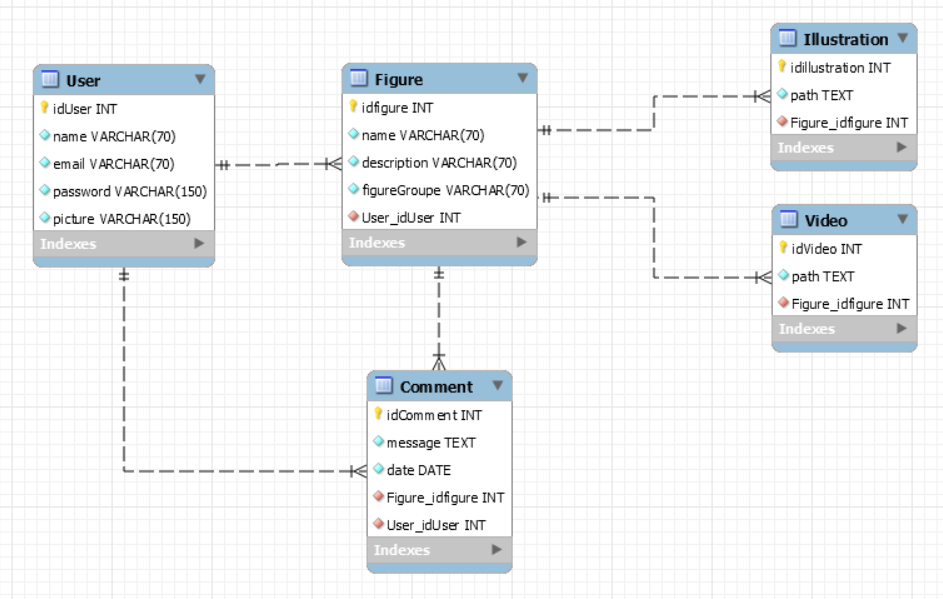 User
idUser INT
name VARCHAR(70)
email VARCHAR(70)
password VARCHAR(150)
picture VARCHAR(150)
Indexes
Figure
idfigure INT
name VARCHAR(70)
description VARCHAR(70)
figureGroupe VARCHAR(70)
User_idUser INT
Indexes
Illustration
idillustration INT
path TEXT
Figure_idfigure INT
Indexes
Video
idVideo INT
path TEXT
Figure_idfigure INT
Indexes
Comment
idComment INT
message TEXT
date DATE
Figure_idfigure INT
User_idUser INT
Indexes